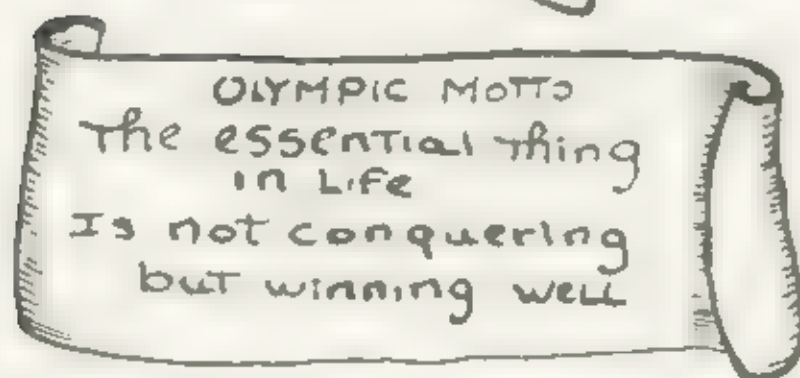 OLYMPIC MOTTO
The essential thing
in Life
Is not conquering
but winning well